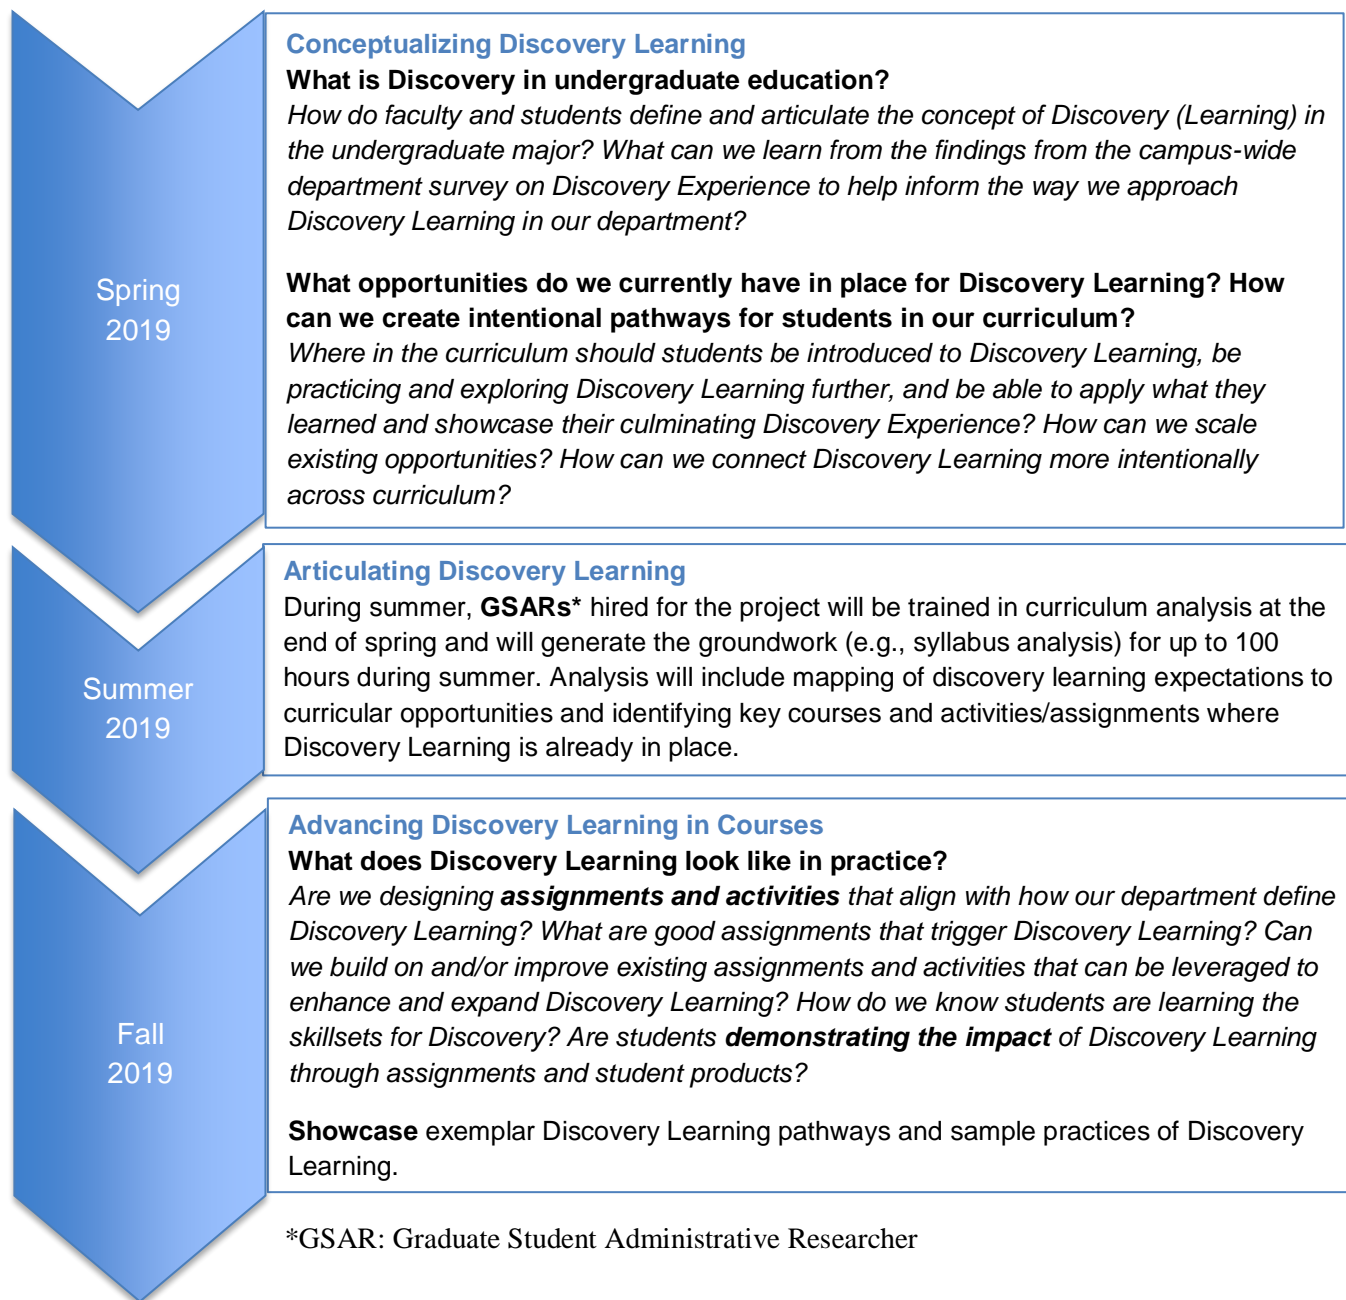 Conceptualizing Discovery Learning
What is Discovery in undergraduate education?
How do faculty and students define and articulate the concept of Discovery (Learning) in
the undergraduate major? What can we learn from the findings from the campus-wide
department survey on Discovery Experience to help inform the way we approach
Discovery Learning in our department?
What opportunities do we currently have in place for Discovery Learning? How
can we create intentional pathways for students in our curriculum?
Where in the curriculum should students be introduced to Discovery Learning, be
practicing and exploring Discovery Learning further, and be able to apply what they
learned and showcase their culminating Discovery Experience? How can we scale
existing opportunities? How can we connect Discovery Learning more intentionally
across curriculum?
Spring
2019
Articulating Discovery Learning
During summer, GSARs* hired for the project will be trained in curriculum analysis at the
end of spring and will generate the groundwork (e.g., syllabus analysis) for up to 100
hours during summer. Analysis will include mapping of discovery learning expectations to
curricular opportunities and identifying key courses and activities/assignments where
Discovery Learning is already in place.
Summer
2019
Advancing Discovery Learning in Courses
What does Discovery Learning look like in practice?
Are we designing assignments and activities that align with how our department define
Discovery Learning? What are good assignments that trigger Discovery Learning? Can
we build on and/or improve existing assignments and activities that can be leveraged to
enhance and expand Discovery Learning? How do we know students are learning the
skillsets for Discovery? Are students demonstrating the impact of Discovery Learning
through assignments and student products?
Showcase exemplar Discovery Learning pathways and sample practices of Discovery
Learning.
Fall
2019
*GSAR: Graduate Student Administrative Researcher